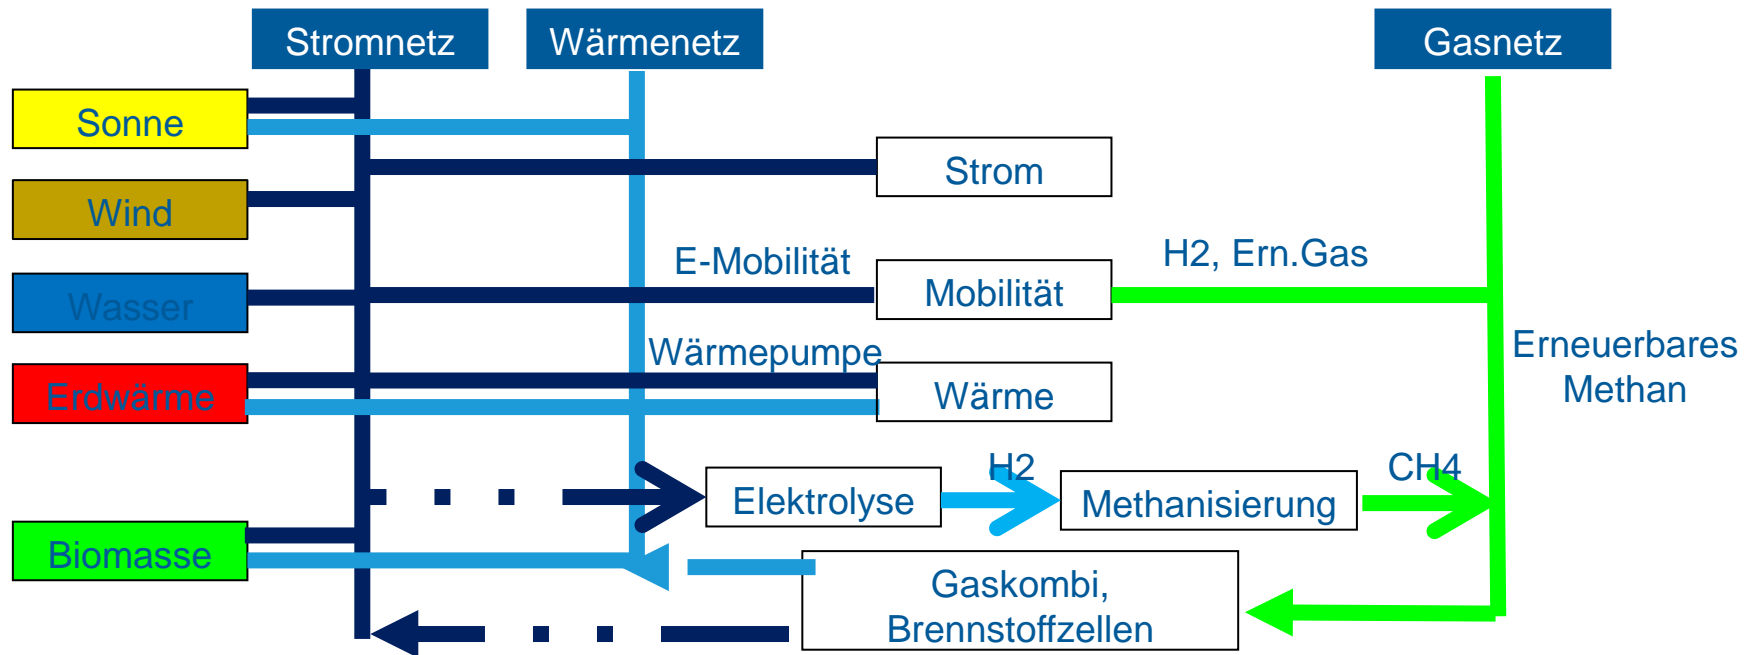 Stromnetz
Wärmenetz
Gasnetz
Sonne
Strom
Wind
E-Mobilität
H2, Ern.Gas
Wasser
Mobilität
Wärmepumpe
Erneuerbares
Methan
Erdwärme
Wärme
H2
CH4
Elektrolyse
Methanisierung
Biomasse
Gaskombi,
Brennstoffzellen